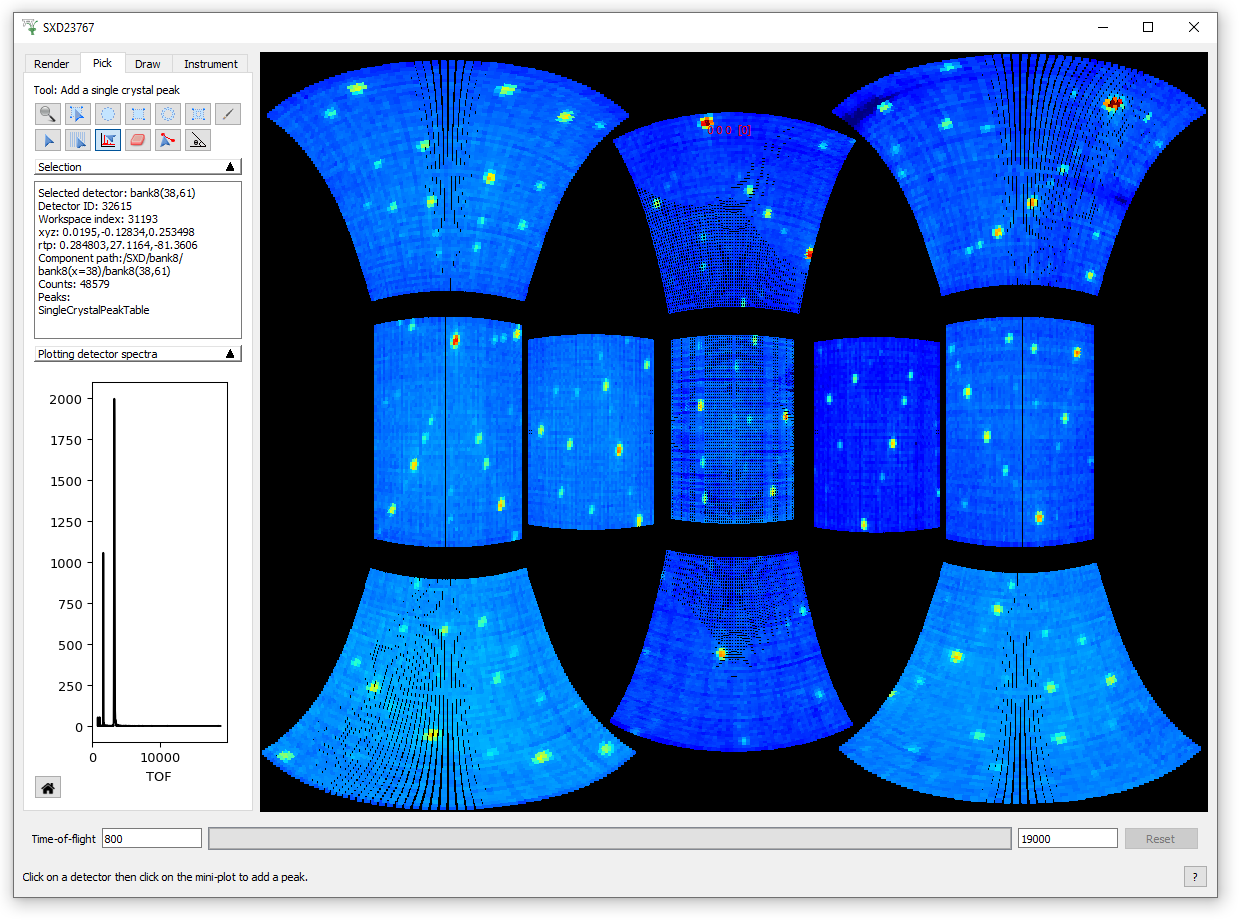 SXD23767
Render Pick Draw Instrument
Tool: Add a single crystal peak
Selection
Selected detector: bank8(38,61)
Detector ID: 32615
Workspace index: 31193
xyz: 0.0195,-0.12834,0.253498
rtp: 0.284803,27.1164,-81.3606
Component path:/SXD/bank8/
bank8(x=38)/bank8(38,61)
Counts: 48579
Peaks:
SingleCrystalPeakTable
Plotting detector spectra
2000
1750
1500
1250
1000
750
500
250
0
0 10000
TOF
Time-of-flight 800 19000 Reset
Click on a detector then click on the mini-plot to add a peak.
?